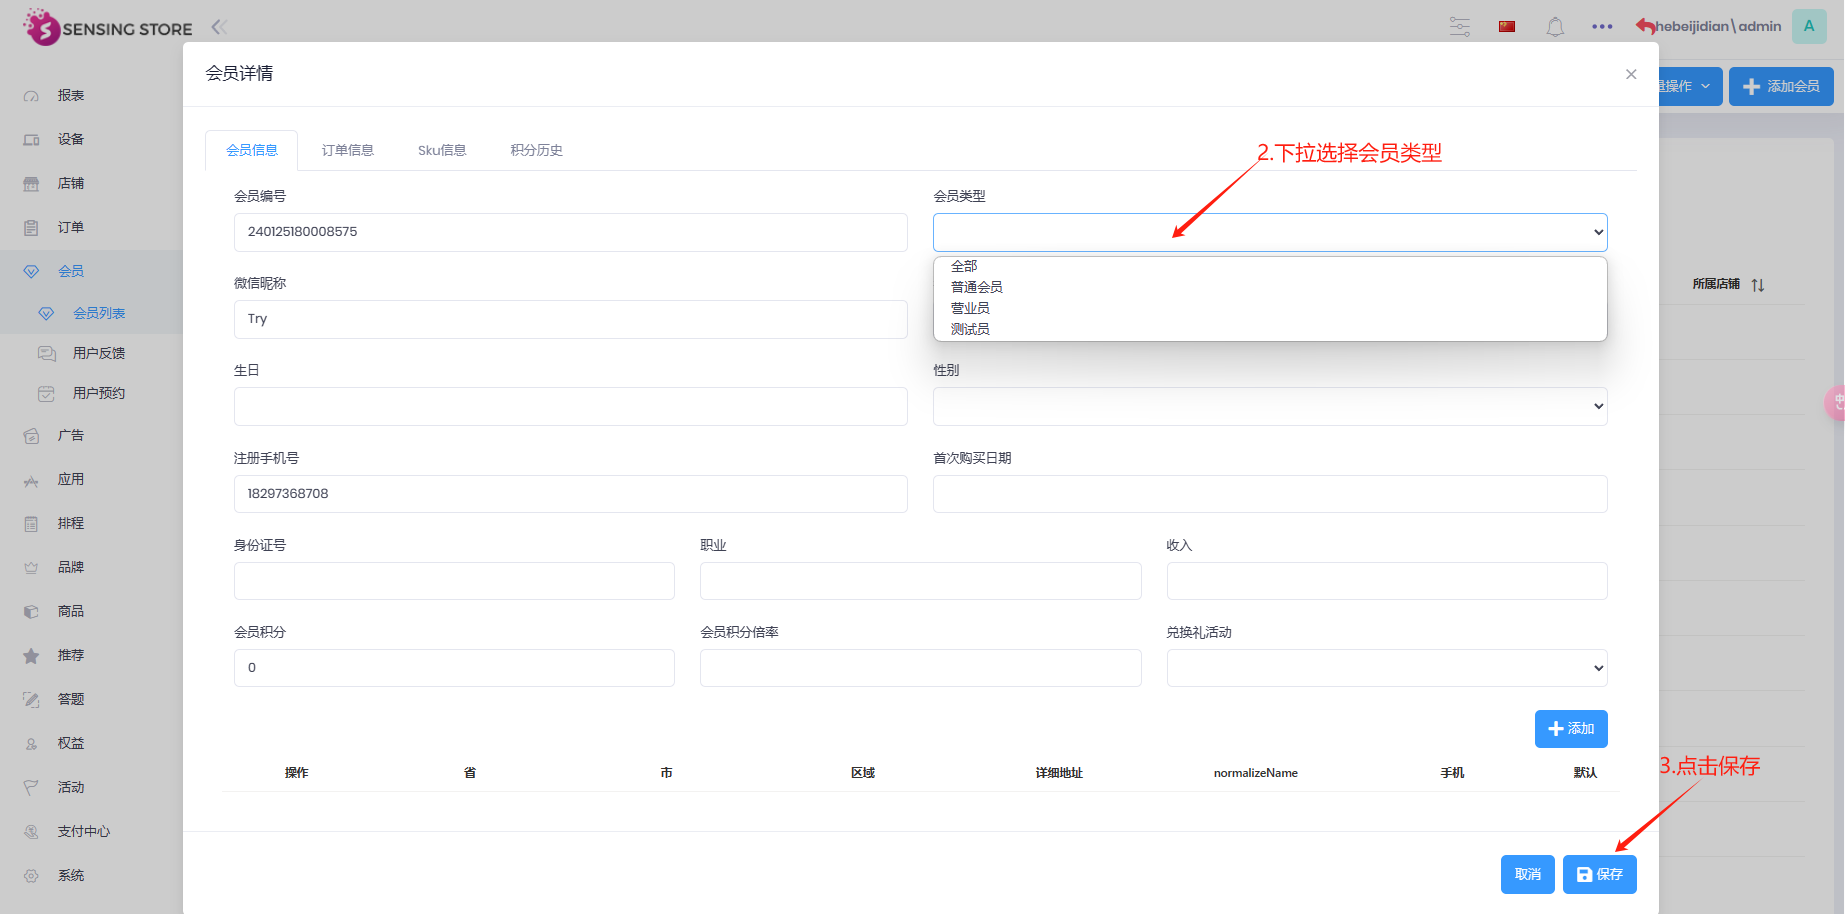 SENSING STORE
hebeijidian\admin
A
报表
设备
店铺
订单
会员
会员列表
用户反馈
用户预约
广告
应用
排程
品牌
商品
推荐
答题
权益
活动
支付中心
系统
操作
添加会员
所属店铺
会员详情
会员信息
订单信息
Sku信息
积分历史
2.下拉选择会员类型
会员编号
会员类型
240125180008575
全部
普通会员
营业员
测试员
微信昵称
Try
生日
性别
注册手机号
首次购买日期
18297368708
身份证号
职业
收入
会员积分
会员积分倍率
兑换礼活动
0
添加
操作
省
市
区域
详细地址
normalizeName
手机
默认
3.点击保存
取消
保存